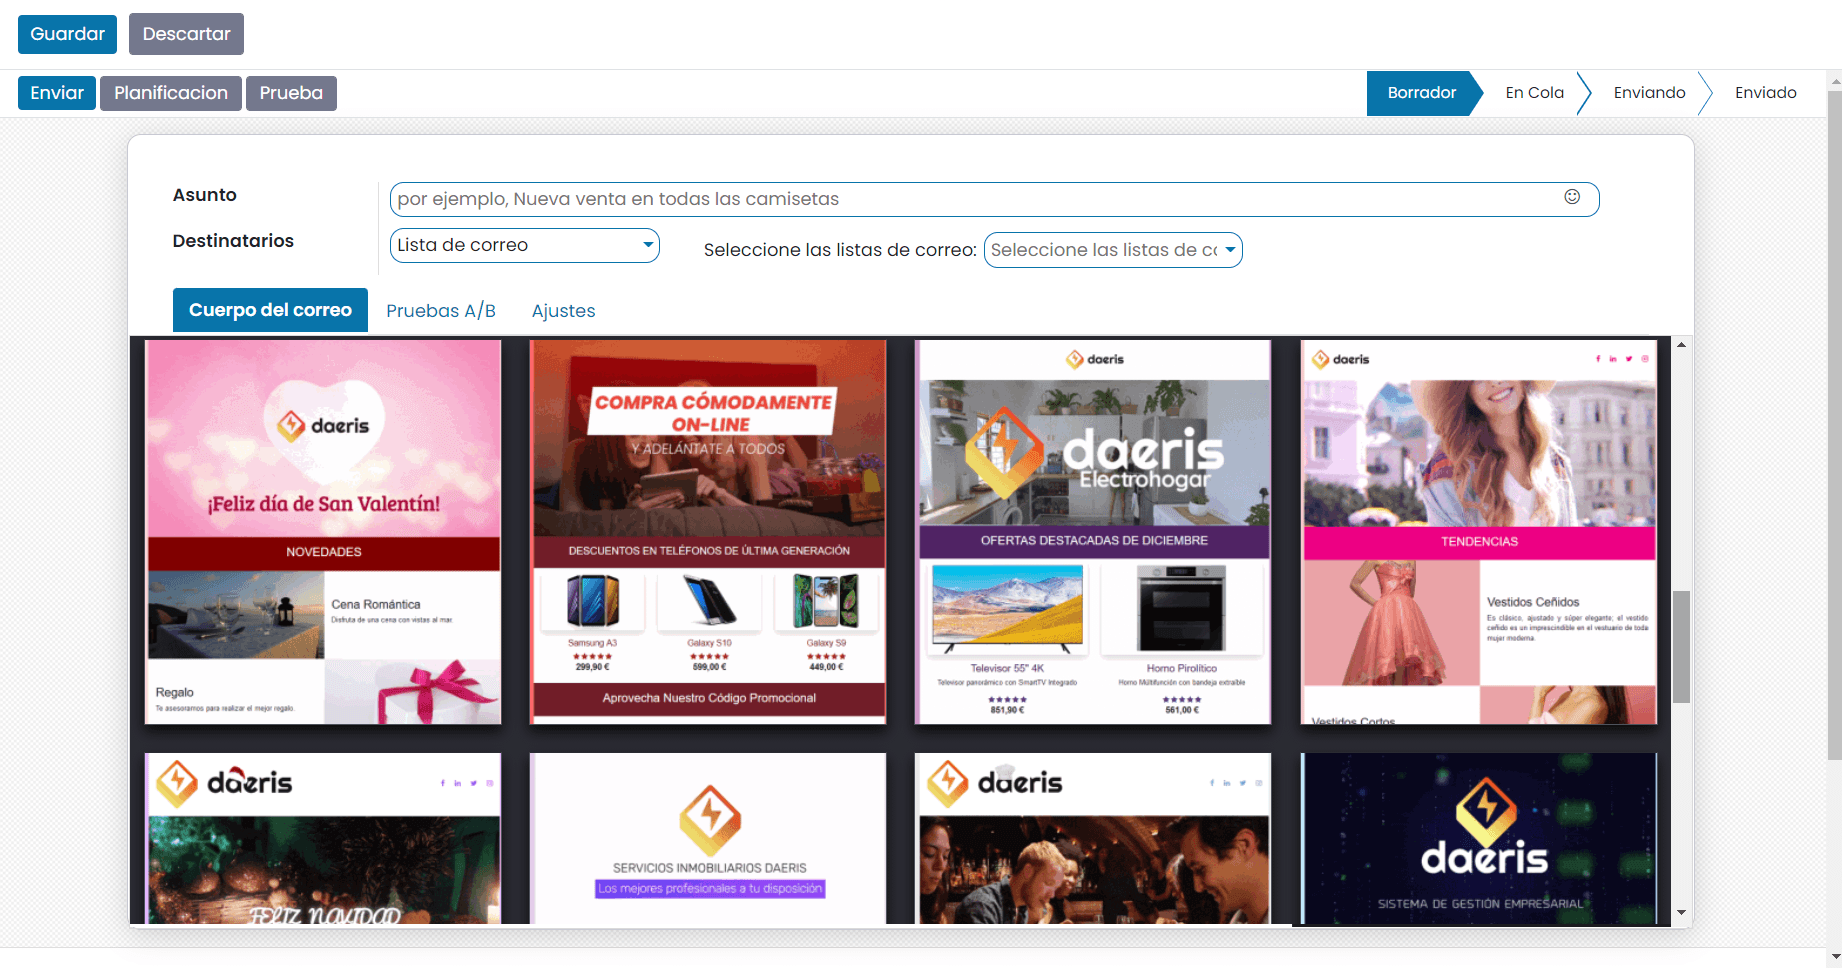 Guardar Descartar
Enviar Planificacion Prueba
Borrador En Cola Enviando Enviado
Asunto por ejemplo, Nueva venta en todas las camisetas
Destinatarios Lista de correo Seleccione las listas de correo: Seleccione las listas de cc
Cuerpo del correo Pruebas A/B Ajustes
daeris
¡Feliz día de San Valentín!
NOVEDADES
Cena Romántica
Disfruta de una cena con vistas al mar.
Regalo
Te asesoramos para realizar el mejor regalo.
COMPRA CÓMODAMENTE
ON-LINE
Y ADELÁNTATE A TODOS
DESCUENTOS EN TELÉFONOS DE ÚLTIMA GENERACIÓN
Samsung A3 Galaxy S10 Galaxy S9
299,90 € 599,00 € 449,00 €
Aprovecha Nuestro Código Promocional
daeris
daeris
Electrohogar
OFERTAS DESTACADAS DE DICIEMBRE
Televisor 55" 4K Horno Pirolítico
Televisor panorámico con SmartTV Integrado Horno Múltifunción con bandeja extraíble
851,90 € 561,00 €
daeris
TENDENCIAS
Vestidos Ceñidos
Es clásico, ajustado y súper elegante; el vestido
ceñido es un imprescindible en el vestuario de toda
mujer moderna.
Vestidos Cortos
daeris
FELIZ NAVIDAD
SERVICIOS INMOBILIARIOS DAERIS
Los mejores profesionales a tu disposición
daeris
daeris
SISTEMA DE GESTIÓN EMPRESARIAL